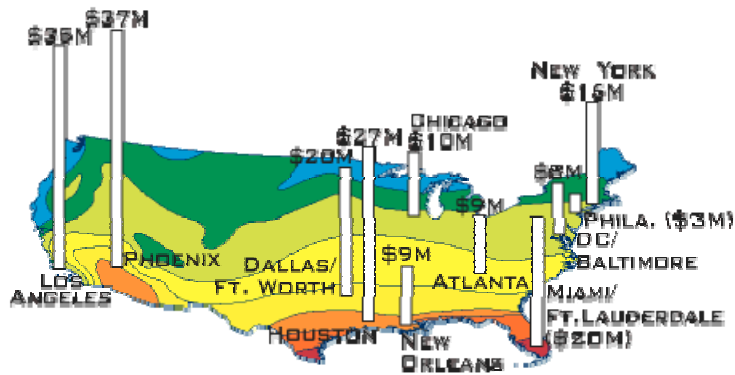 $37M
$35M
NEW YORK
$16M
CHICAGO
$10M
$27M
$20M
$8M
$9M
PHILA. ($3M)
DC/
BALTIMORE
PHOENIX
$9M
DALLAS/
FT. WORTH
ATLANTA
LOS
ANGELES
MIAMI/
FT. LAUDERDALE
($20M)
HOUSTON
NEW
ORLEANS